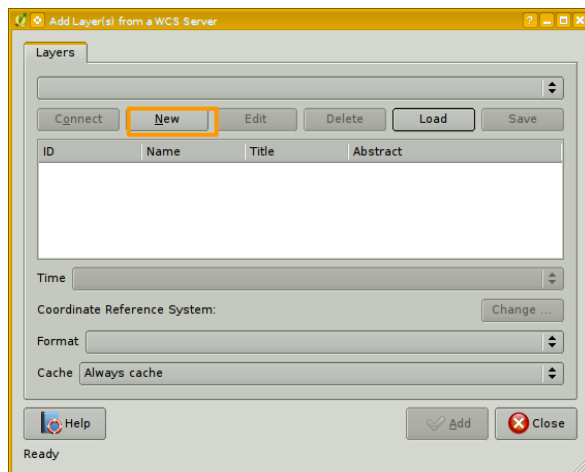 Add Layer(s) from a WCS Server
Layers
Connect New Edit Delete Load Save
ID Name Title Abstract
Time
Coordinate Reference System: Change ...
Format
Cache Always cache
Help Add Close
Ready